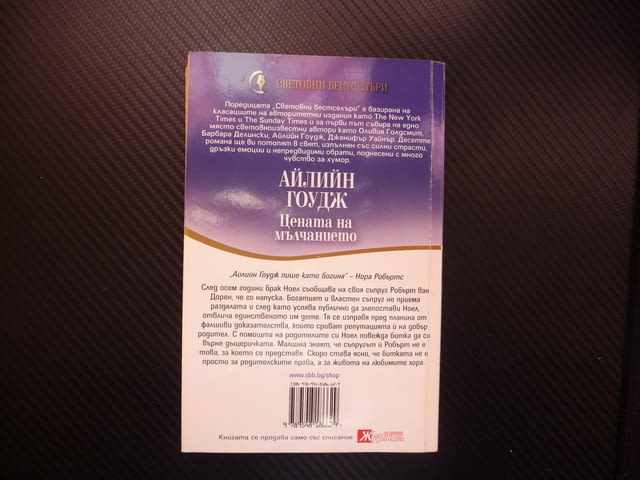 СВЕТОВНИ БЕСТСЕЛЪРИ
Поредицата „Световни бестселъри" е базирана на
класациите на авторитетни издания като The New York
Times и The Sunday Times и за първи път събира на едно
място световноизвестни автори като Оливия Голдсмит,
Барбара Делински, Айлийн Гоудж, Дженифър Уайнър. Десетте
романа ще ви потопят в свят, изпълнен със силни страсти,
дръзки емоции и непредвидими обрати, поднесени с много
чувство за хумор.
АЙЛИЙН
ГОУДЖ
Цената на
мълчанието
„Айлийн Гоудж пише като богиня" – Нора Робъртс
След осем години брак Ноел съобщава на своя съпруг Робърт ван
Дорен, че го напуска. Богатият и властен съпруг не приема
раздялата и след като успява публично да злепостави Ноел,
отвлича единственото им дете. Тя се изправя пред планина от
фалшиви доказателства, които сриват репутацията ѝ на добър
родител. С помощта на родителите си Ноел повежда битка да си
върне дъщеричката. Малцина знаят, че съпругът ѝ Робърт не е
това, за което се представя. Скоро става ясно, че битката не е
просто за родителските права, а за живота на любимите хора.
www.sbb.bg/shop
Книгата се продава само със списание
Журнал